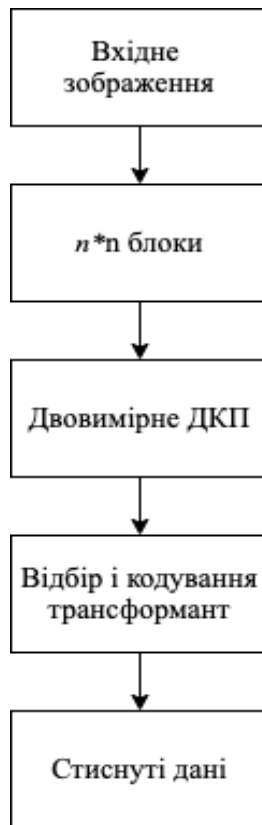 Вхідне
зображення
n*n блоки
Двовимірне ДКП
Відбір і кодування
трансформант
Стиснуті дані